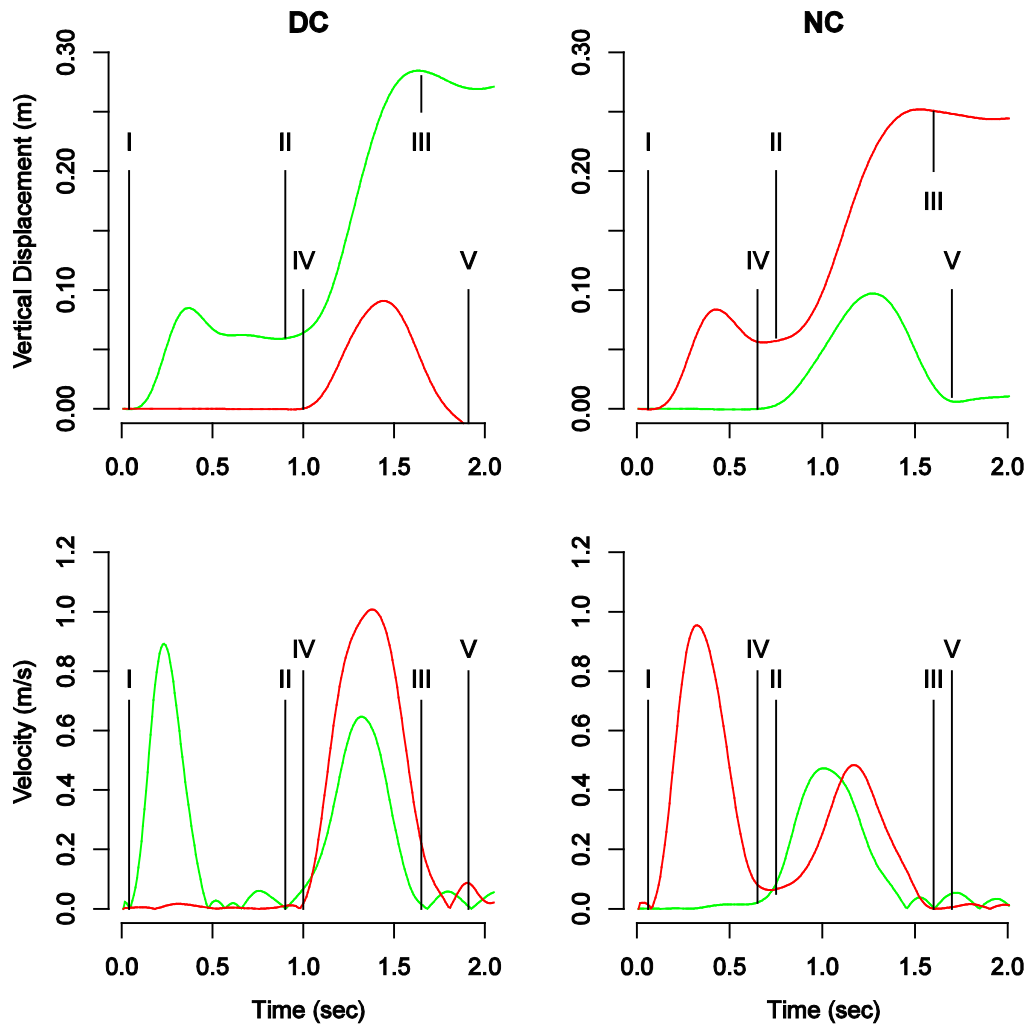 DC
NC
Vertical Displacement (m)
0.30
0.20
0.10
0.00
I
II
III
IV
V
0.0 0.5 1.0 1.5 2.0
0.30
0.20
0.10
0.00
I
II
III
IV
V
0.0 0.5 1.0 1.5 2.0
Velocity (m/s)
1.2
1.0
0.8
0.6
0.4
0.2
0.0
IV
V
I
II
III
0.0 0.5 1.0 1.5 2.0
Time (sec)
1.2
1.0
0.8
0.6
0.4
0.2
0.0
IV
V
I
II
III
0.0 0.5 1.0 1.5 2.0
Time (sec)